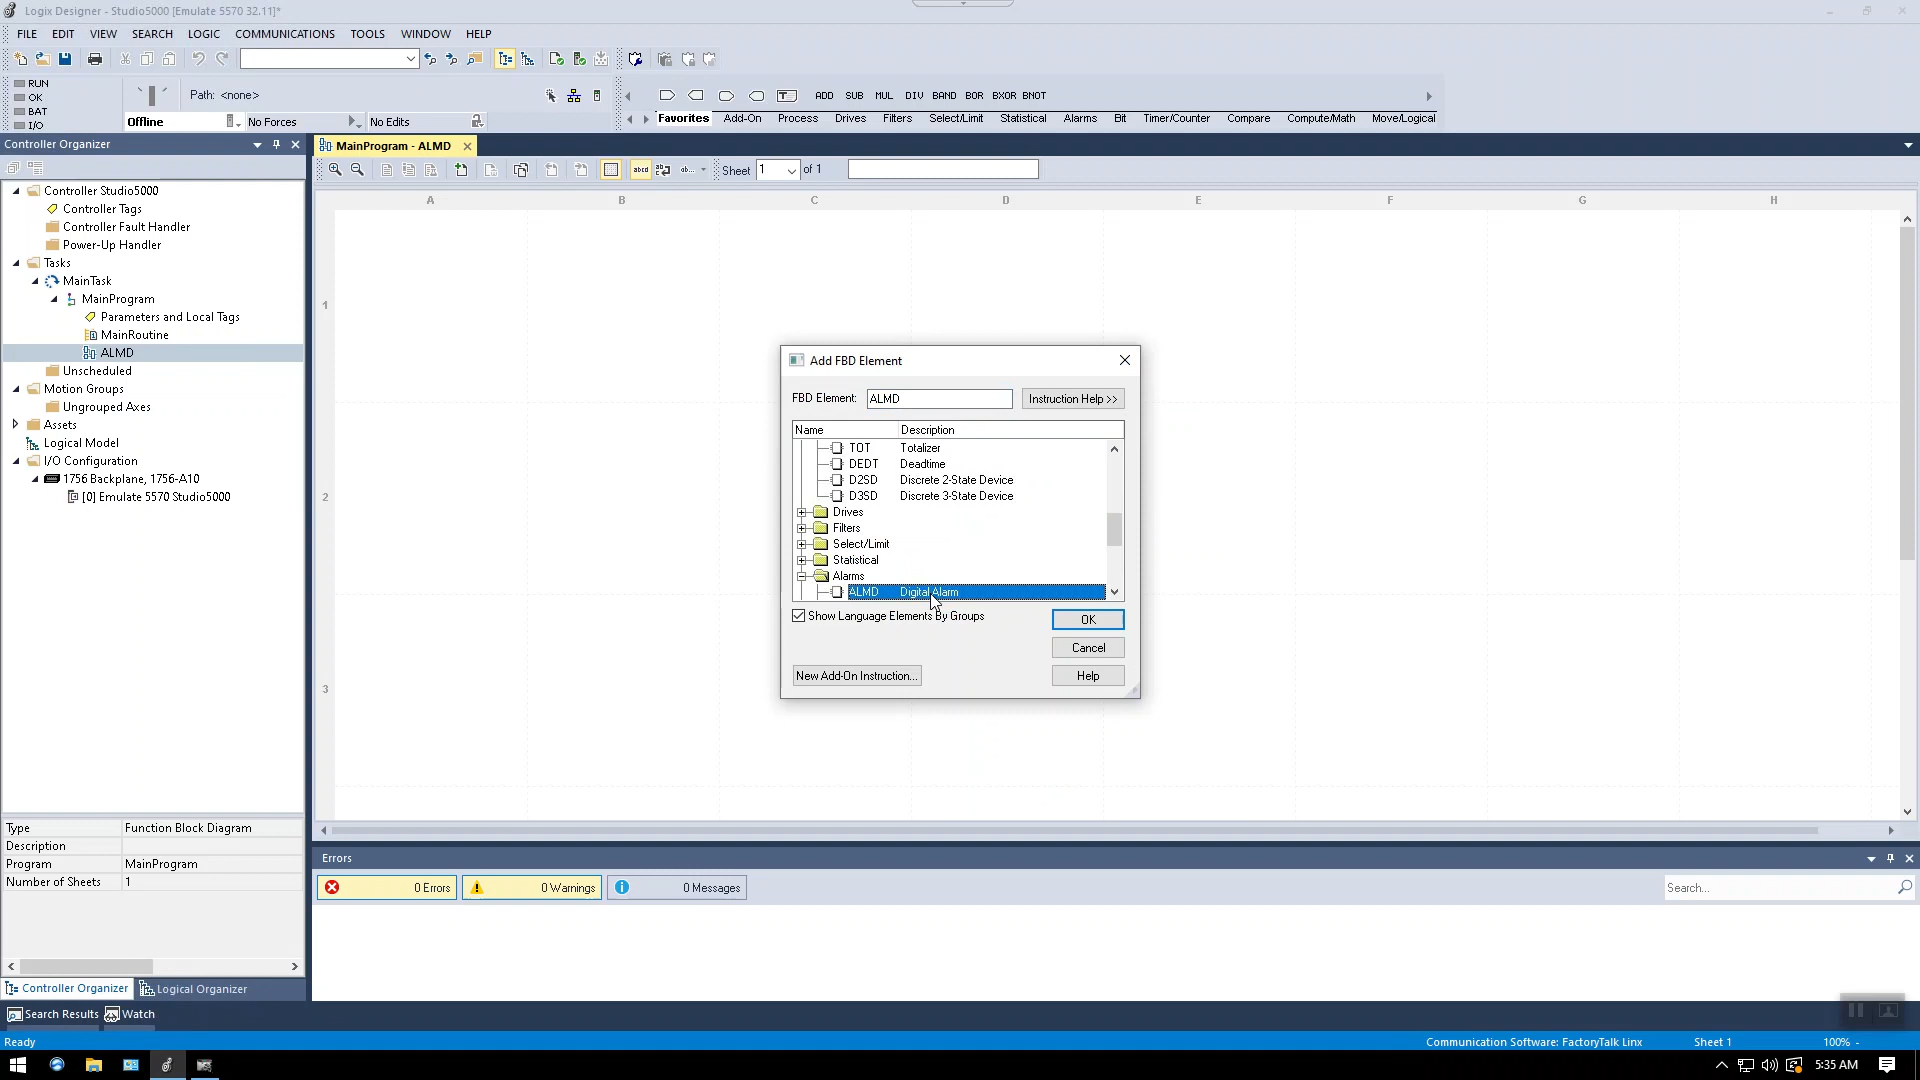 Logix Designer - Studio5000 [Emulate 5570 32.11]*
FILE EDIT VIEW SEARCH LOGIC COMMUNICATIONS TOOLS WINDOW HELP
RUN
OK
BAT
I/O
Path: <none>
Offline No Forces No Edits
ADD SUB MUL DIV BAND BOR BXOR BNOT
Favorites Add-On Process Drives Filters Select/Limit Statistical Alarms Bit Timer/Counter Compare Compute/Math Move/Logical
Controller Organizer
MainProgram - ALMD
abcd ab... Sheet 1 of 1
A B C D E F G H
1
2
3
Controller Studio5000
Controller Tags
Controller Fault Handler
Power-Up Handler
Tasks
MainTask
MainProgram
Parameters and Local Tags
MainRoutine
ALMD
Unscheduled
Motion Groups
Ungrouped Axes
Assets
Logical Model
I/O Configuration
1756 Backplane, 1756-A10
[0] Emulate 5570 Studio5000
Add FBD Element
FBD Element: ALMD Instruction Help >>
Name Description
TOT Totalizer
DEDT Deadtime
D2SD Discrete 2-State Device
D3SD Discrete 3-State Device
Drives
Filters
Select/Limit
Statistical
Alarms
ALMD Digital Alarm
Show Language Elements By Groups
OK
Cancel
New Add-On Instruction... Help
Type Function Block Diagram
Description
Program MainProgram
Number of Sheets 1
Controller Organizer Logical Organizer
Errors
0 Errors 0 Warnings 0 Messages
Search...
Search Results Watch
Ready Communication Software: FactoryTalk Linx Sheet 1 100%
5:35 AM